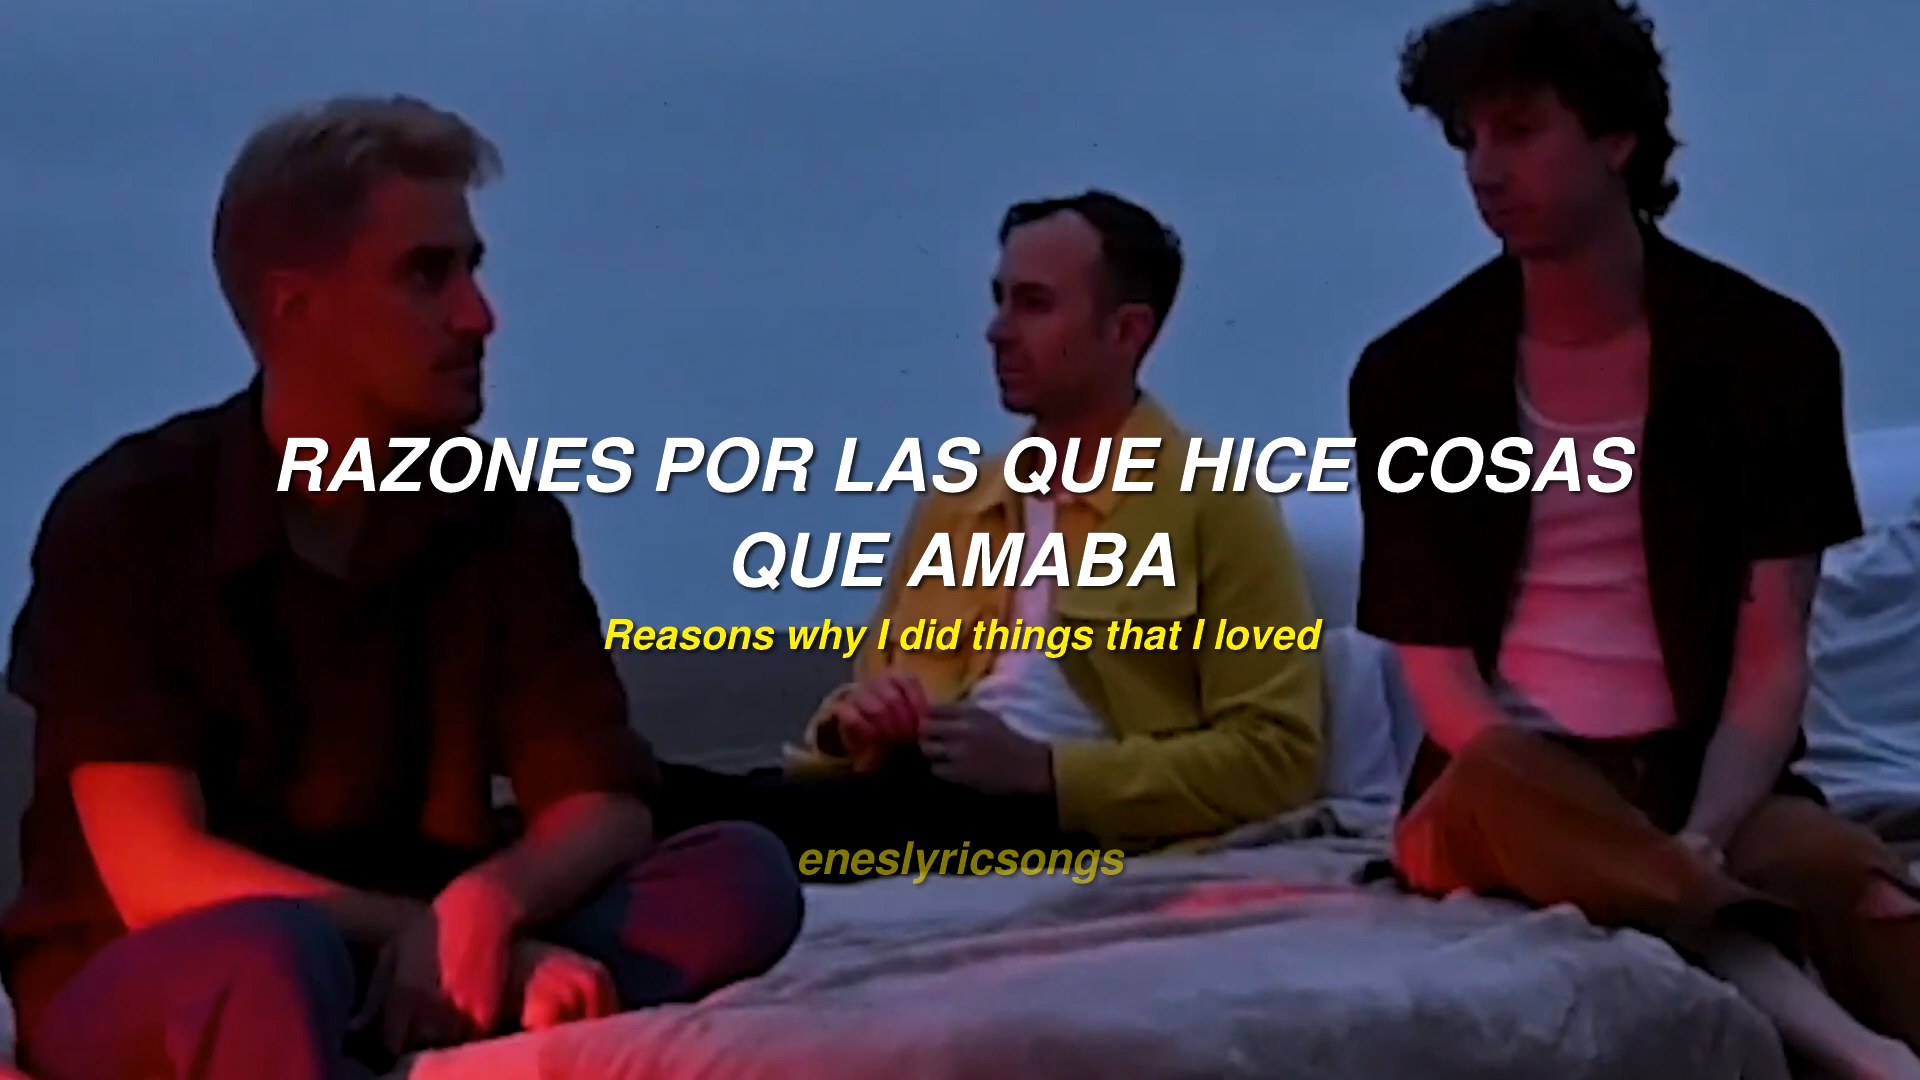 RAZONES POR LAS QUE HICE COSAS
QUE AMABA
Reasons why I did things that I loved
eneslyricsongs